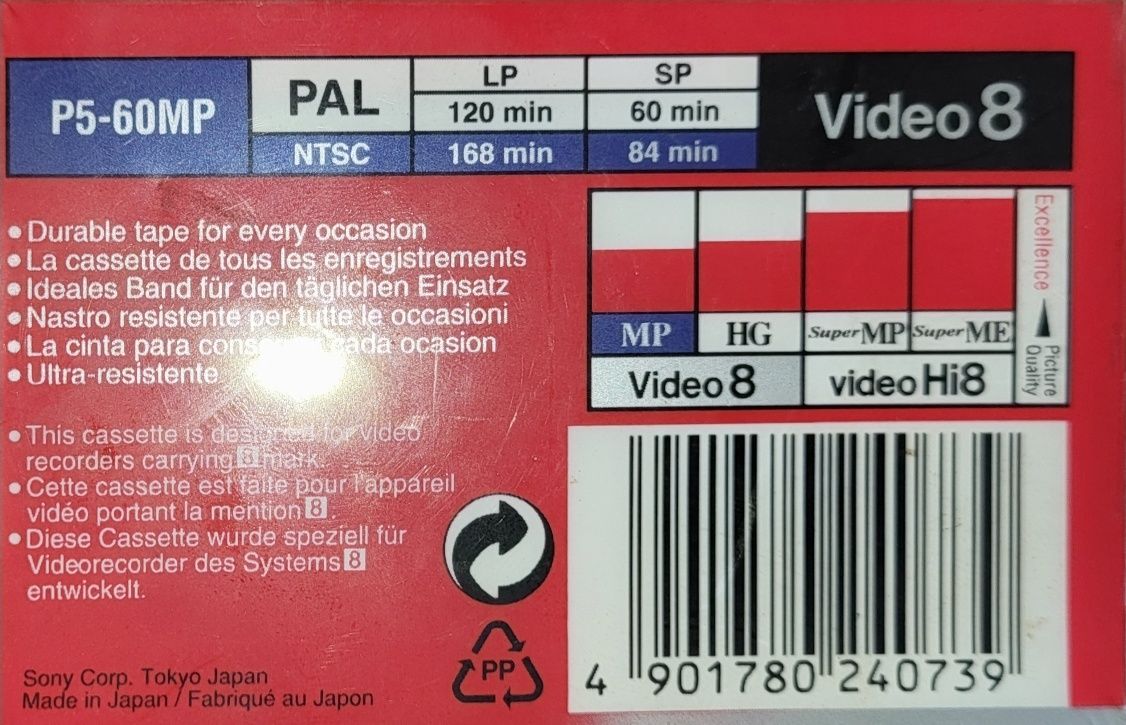 P5-60MP
PAL
NTSC
LP
120 min
168 min
SP
60 min
84 min
Video 8
• Durable tape for every occasion
• La cassette de tous les enregistrements
• Ideales Band für den täglichen Einsatz
• Nastro resistente per tutte le occasioni
• La cinta para cada ocasion
• Ultra-resistente
• This cassette is designed for video
recorders carrying 8 mark.
• Cette cassette est faite pour l'appareil
vidéo portant la mention 8.
• Diese Cassette wurde speziell für
Videorecorder des Systems 8
entwickelt.
Sony Corp. Tokyo Japan
Made in Japan / Fabriqué au Japon
MP
HG
Super MP
Super ME
Video 8
video Hi8
Excellence
Picture
Quality
PP
4 901780 240739